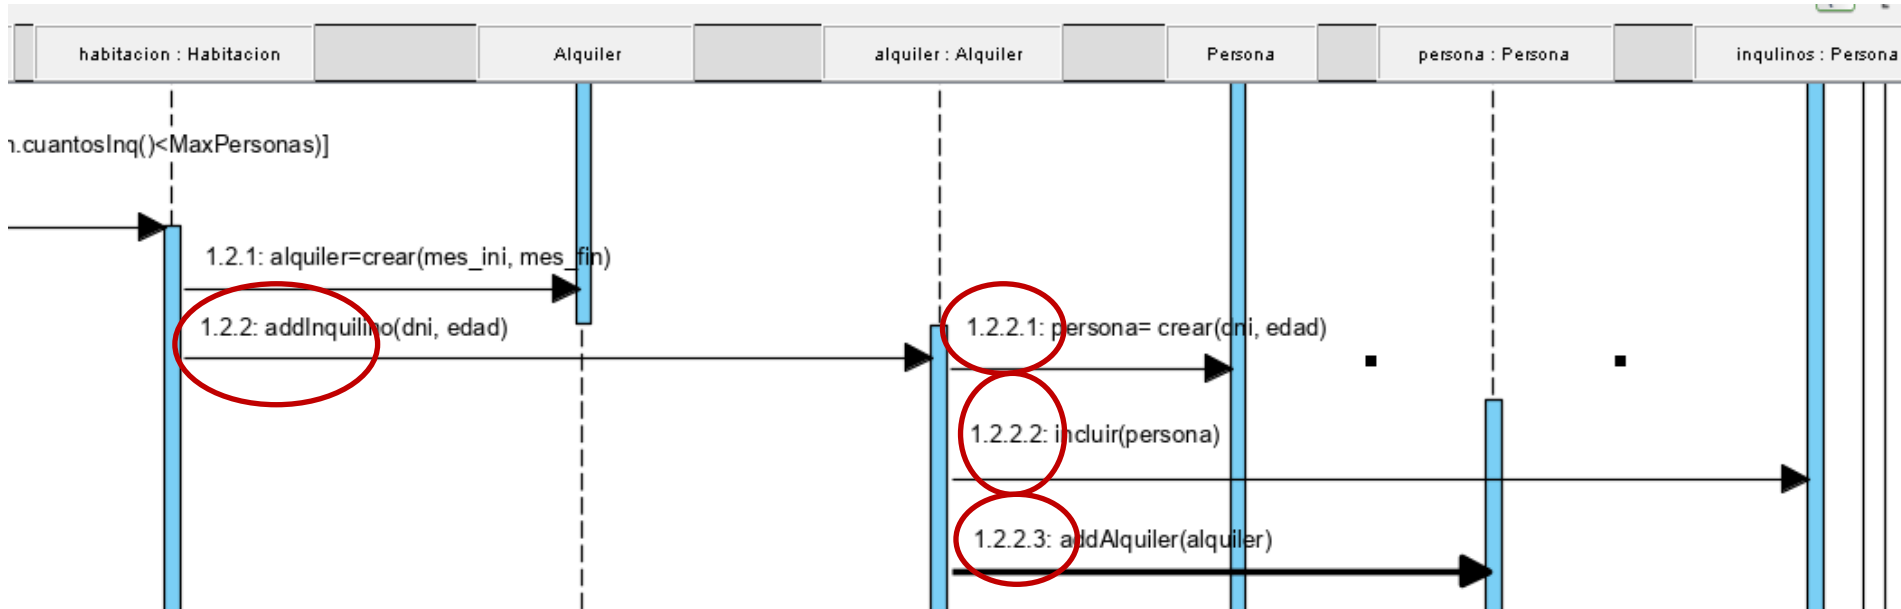 habitacion : Habitacion
Alquiler
alquiler : Alquiler
Persona
persona : Persona
inqulinos : Persona
n.cuantosInq()<MaxPersonas)]
1.2.1: alquiler=crear(mes_ini, mes_fin)
1.2.2: addInquilino(dni, edad)
1.2.2.1: persona= crear(dni, edad)
1.2.2.2: incluir(persona)
1.2.2.3: addAlquiler(alquiler)